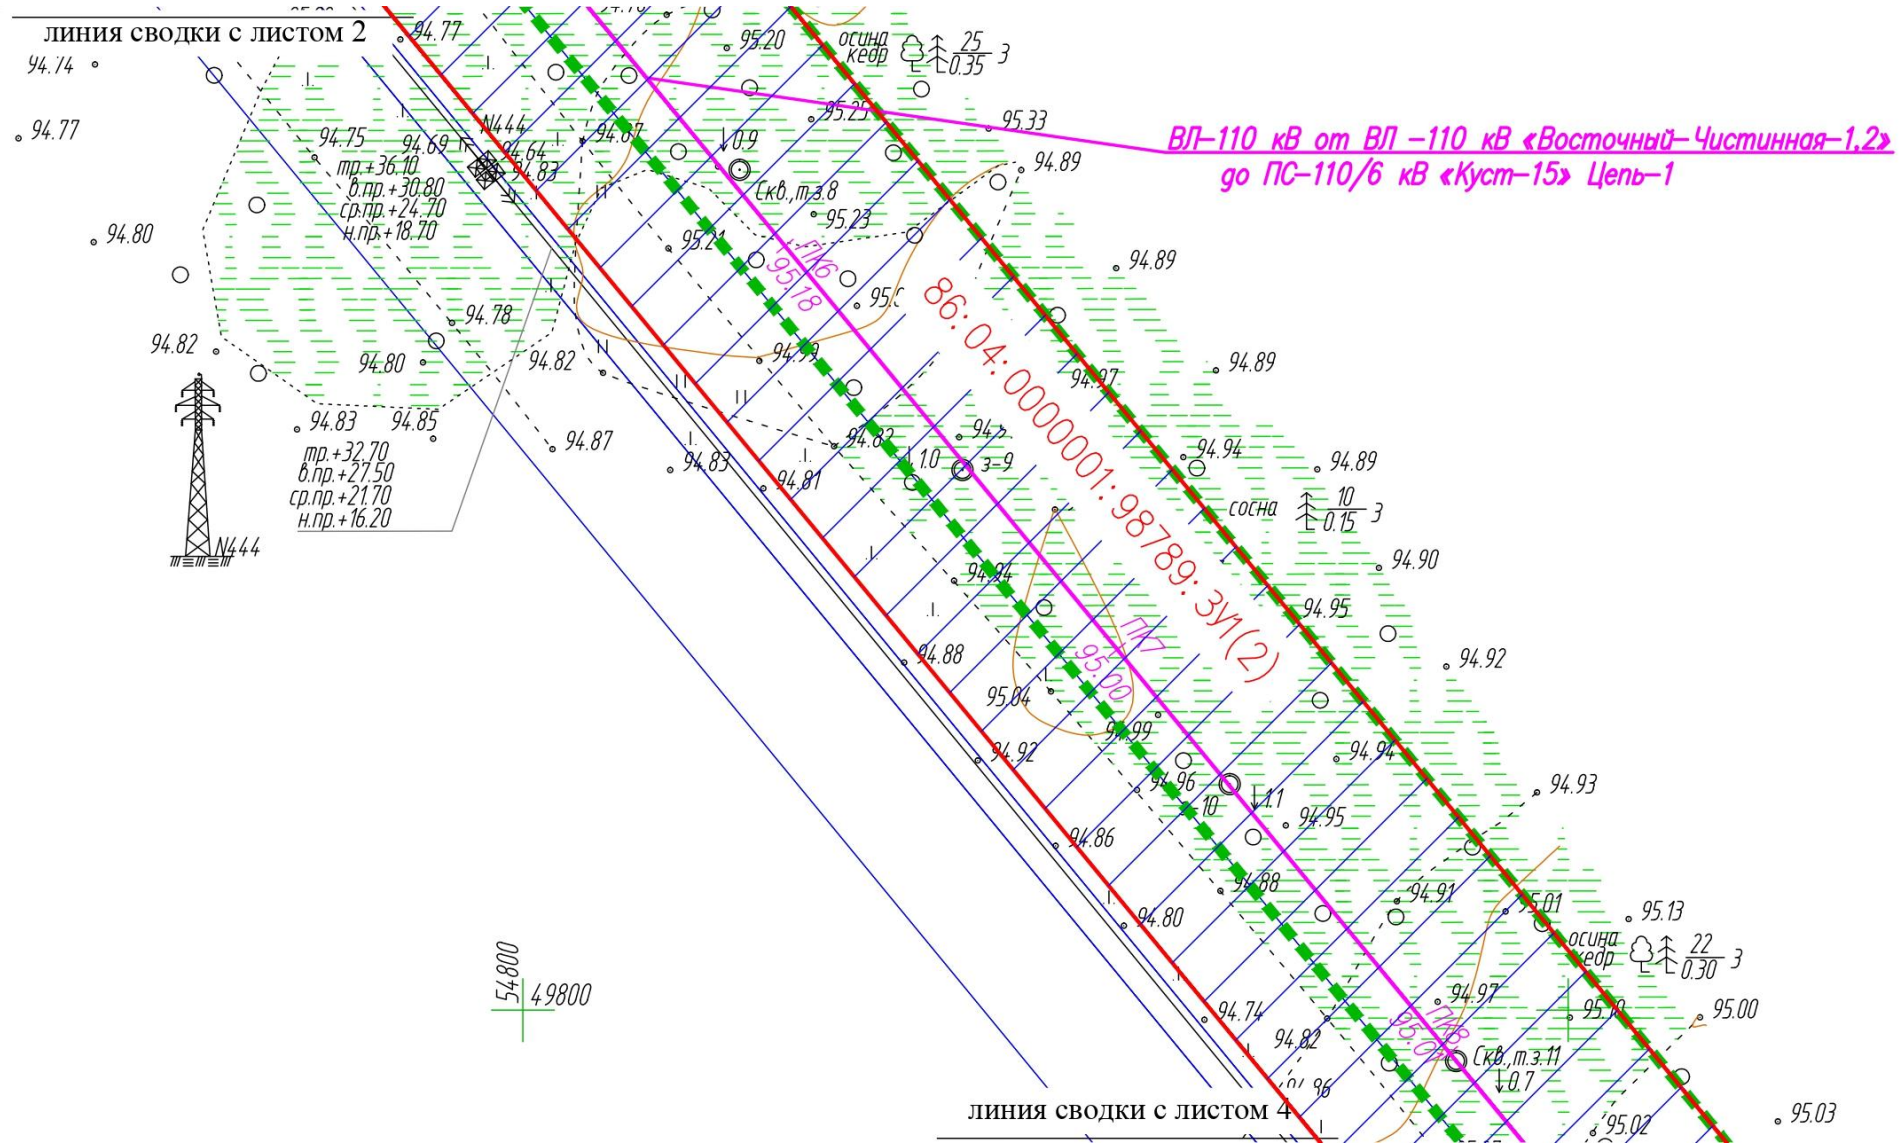 линия сводки с листом 2
94.77
95.20
осина
кедр
25
0.35
3
94.74
94.77
94.75
94.69
N444
94.64
94.83
тр.+36.10
в.пр.+30.80
ср.пр.+24.70
н.пр.+18.70
94.87
0.9
95.25
95.33
94.89
ВЛ-110 кВ от ВЛ -110 кВ «Восточный-Чистинная-1,2»
до ПС-110/6 кВ «Куст-15» Цепь-1
Скв.,т.з.8
95.23
94.80
95.21
ПК6
95.18
94.89
86:04:0000001:98789:ЗУ1(2)
94.78
94.82
94.80
94.82
94.99
94.97
94.89
94.83
94.85
94.87
94.83
94.82
94.81
1.0
з-9
94.94
94.89
тр.+32.70
в.пр.+27.50
ср.пр.+21.70
н.пр.+16.20
N444
сосна
10
0.15
3
94.94
94.90
94.95
94.88
ПК7
95.00
94.92
95.04
94.99
94.92
94.94
94.96
94.93
1.1
-10
94.95
94.86
94.88
94.91
95.01
95.13
94.80
осина
кедр
22
0.30
3
54800
49800
94.97
94.74
95.00
ПК8
94.82
Скв.,т.з.11
0.7
линия сводки с листом 4
95.02
95.03